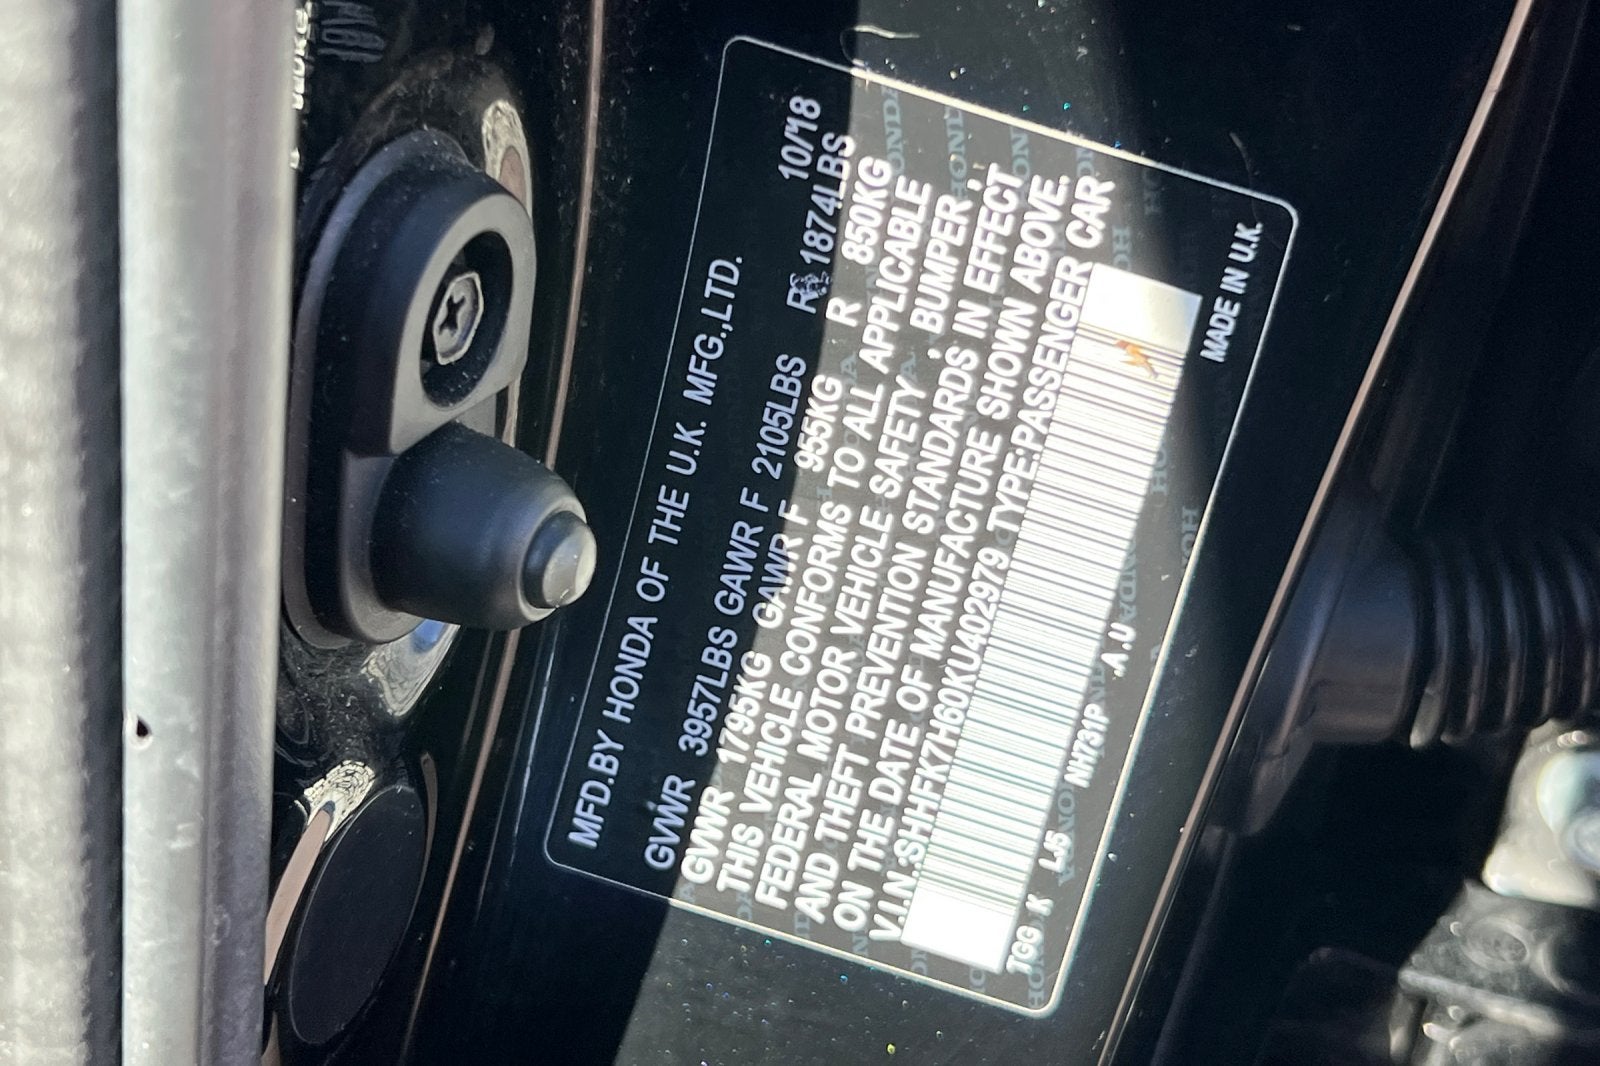 MFD.BY HONDA OF THE U.K. MFG.,LTD. 10/18
GVWR 3957LBS GAWR F 2105LBS R 1874LBS
GVWR 1795KG GAWR F 955KG R 850KG
THIS VEHICLE CONFORMS TO ALL APPLICABLE
FEDERAL MOTOR VEHICLE SAFETY , BUMPER ,
AND THEFT PREVENTION STANDARDS IN EFFECT
ON THE DATE OF MANUFACTURE SHOWN ABOVE.
V.I.N.:SHHFK7H60KU402979 TYPE:PASSENGER CAR
TGG K LJ5 NH731P A.U MADE IN U.K.